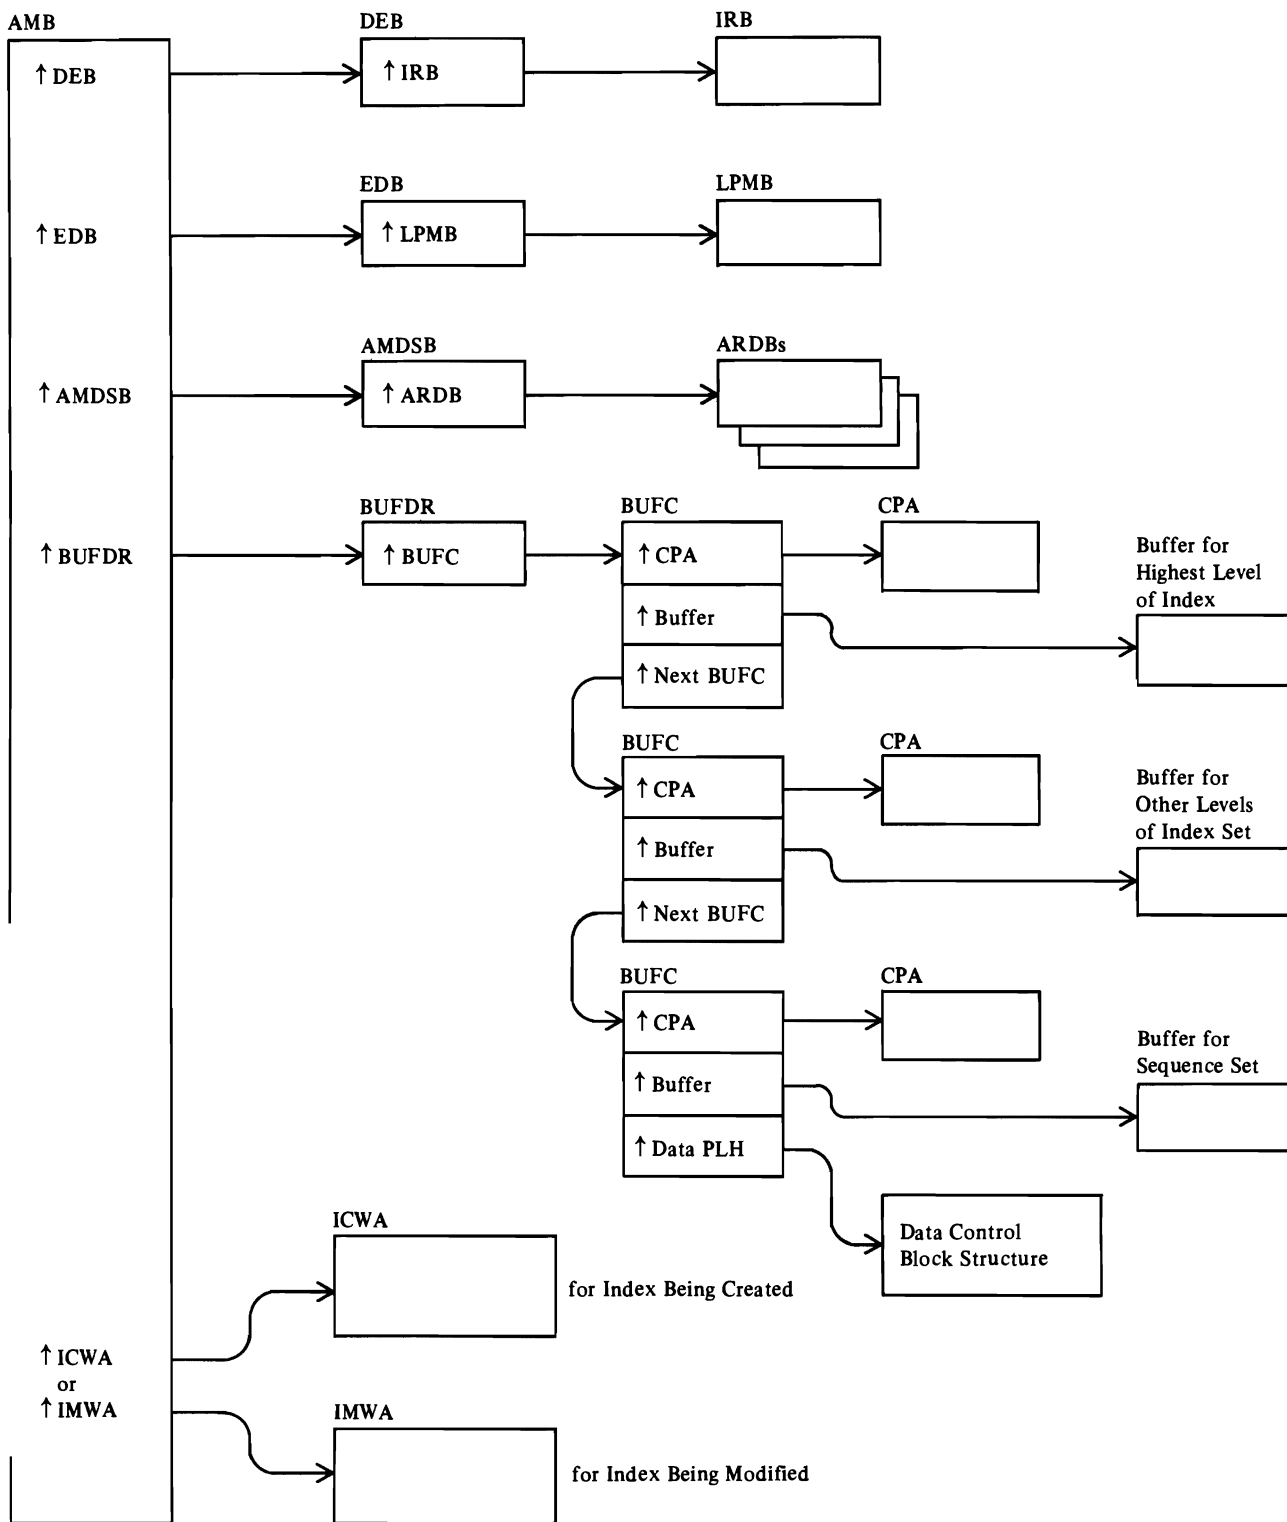 AMB
DEB
IRB
↑ DEB
↑ IRB
EDB
LPMB
↑ EDB
↑ LPMB
AMDSB
ARDBs
↑ AMDSB
↑ ARDB
BUFDR
BUFC
CPA
↑ BUFDR
↑ BUFC
↑ CPA
Buffer for
Highest Level
of Index
↑ Buffer
↑ Next BUFC
BUFC
CPA
↑ CPA
Buffer for
Other Levels
of Index Set
↑ Buffer
↑ Next BUFC
BUFC
CPA
↑ CPA
Buffer for
Sequence Set
↑ Buffer
↑ Data PLH
Data Control
Block Structure
ICWA
for Index Being Created
↑ ICWA
or
↑ IMWA
IMWA
for Index Being Modified